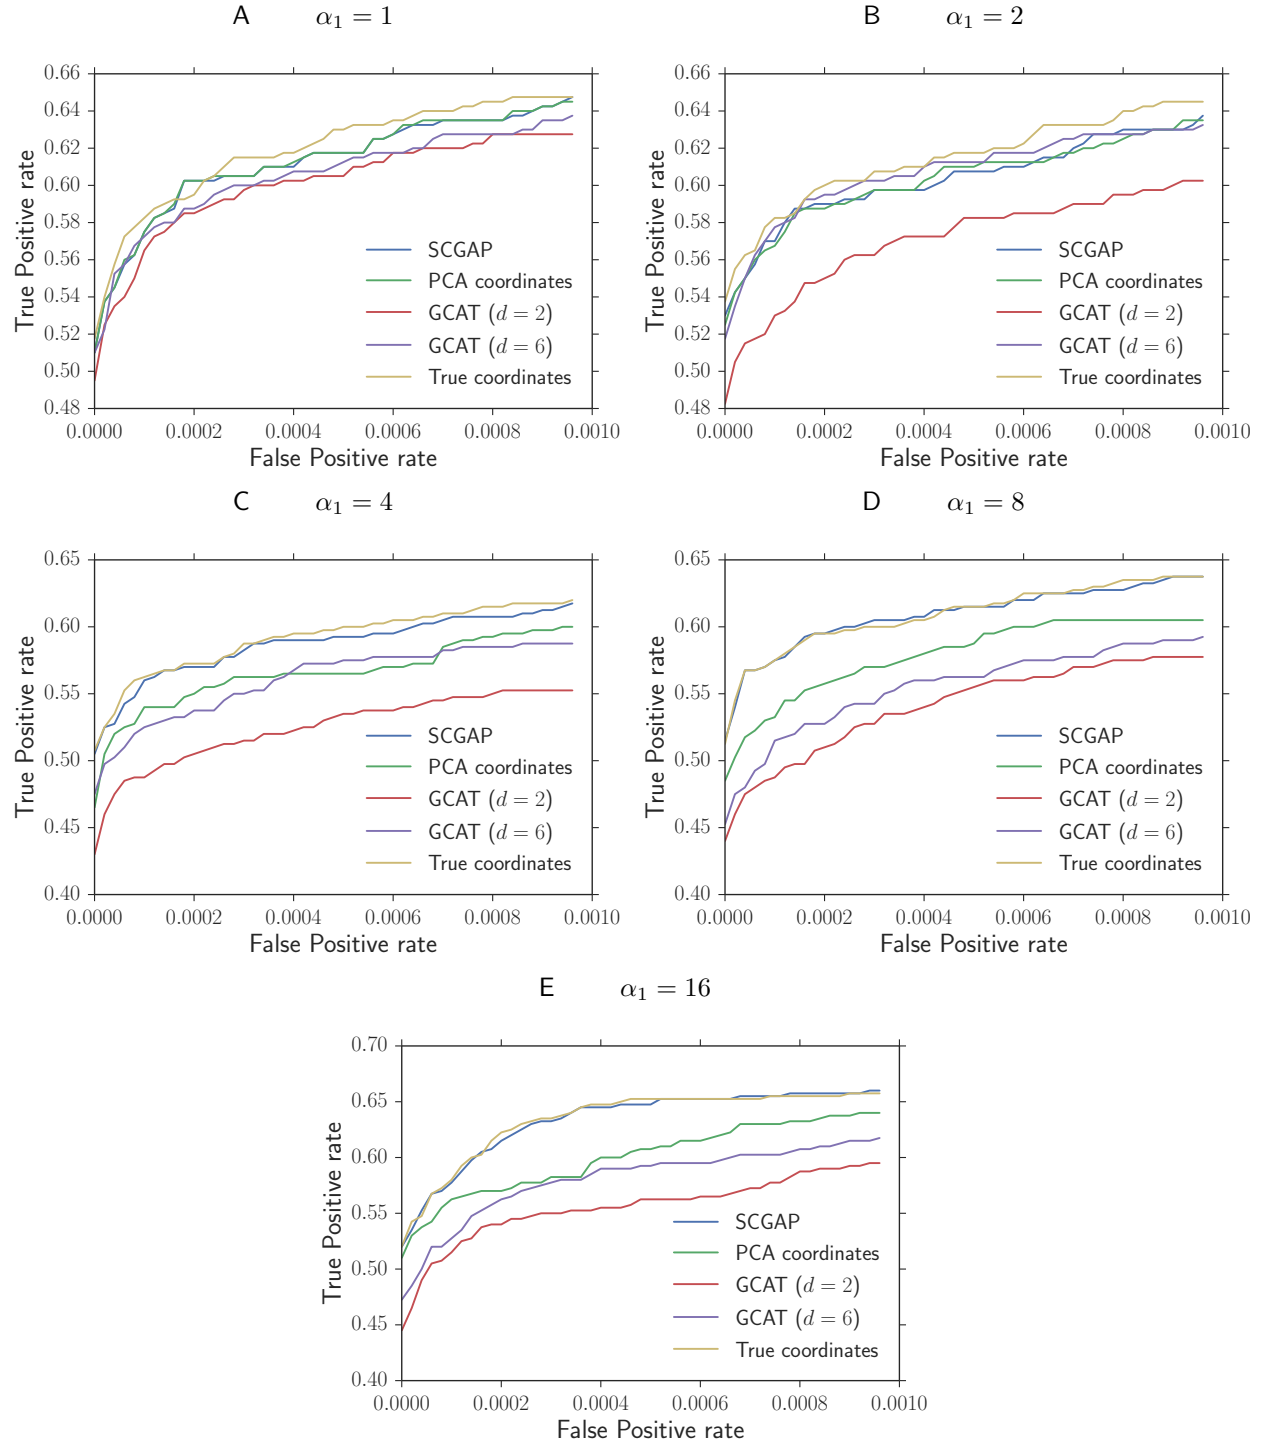 A α₁ = 1
0.66
0.64
0.62
0.60
0.58
0.56
0.54
0.52
0.50
0.48
True Positive rate
SCGAP
PCA coordinates
GCAT (d = 2)
GCAT (d = 6)
True coordinates
0.0000 0.0002 0.0004 0.0006 0.0008 0.0010
False Positive rate
B α₁ = 2
0.66
0.64
0.62
0.60
0.58
0.56
0.54
0.52
0.50
0.48
True Positive rate
SCGAP
PCA coordinates
GCAT (d = 2)
GCAT (d = 6)
True coordinates
0.0000 0.0002 0.0004 0.0006 0.0008 0.0010
False Positive rate
C α₁ = 4
0.65
0.60
0.55
0.50
0.45
0.40
True Positive rate
SCGAP
PCA coordinates
GCAT (d = 2)
GCAT (d = 6)
True coordinates
0.0000 0.0002 0.0004 0.0006 0.0008 0.0010
False Positive rate
D α₁ = 8
0.65
0.60
0.55
0.50
0.45
0.40
True Positive rate
SCGAP
PCA coordinates
GCAT (d = 2)
GCAT (d = 6)
True coordinates
0.0000 0.0002 0.0004 0.0006 0.0008 0.0010
False Positive rate
E α₁ = 16
0.70
0.65
0.60
0.55
0.50
0.45
0.40
True Positive rate
SCGAP
PCA coordinates
GCAT (d = 2)
GCAT (d = 6)
True coordinates
0.0000 0.0002 0.0004 0.0006 0.0008 0.0010
False Positive rate